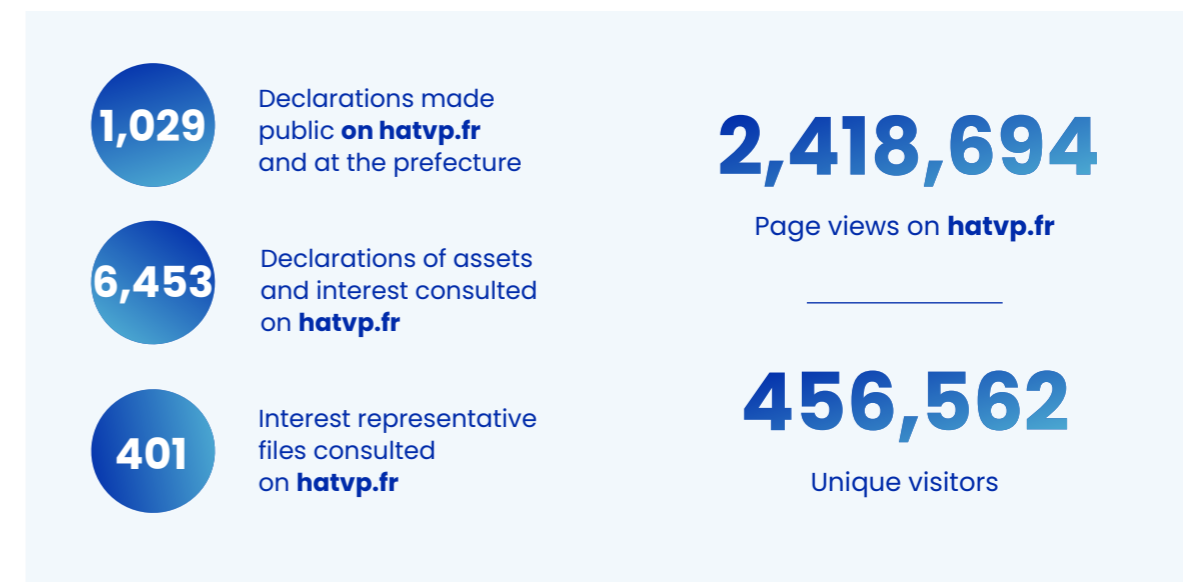 1,029
Declarations made
public on hatvp.fr
and at the prefecture
6,453
Declarations of assets
and interest consulted
on hatvp.fr
401
Interest representative
files consulted
on hatvp.fr
2,418,694
Page views on hatvp.fr
456,562
Unique visitors